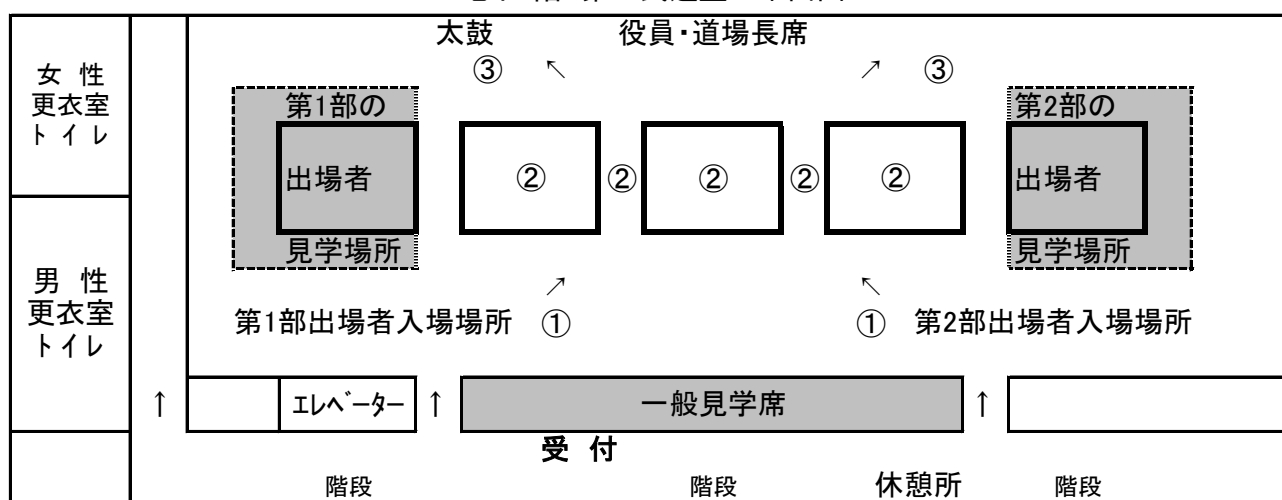 太鼓 役員・道場長席
③ ↖ ↗ ③
女 性
更衣室
トイレ
第1部の
出場者
見学場所
② ② ② ② ②
第2部の
出場者
見学場所
男 性
更衣室
トイレ
↗ ↖
第1部出場者入場場所 ① ① 第2部出場者入場場所
↑ エレベーター ↑ 一般見学席 ↑
受 付
階段 階段 休憩所 階段